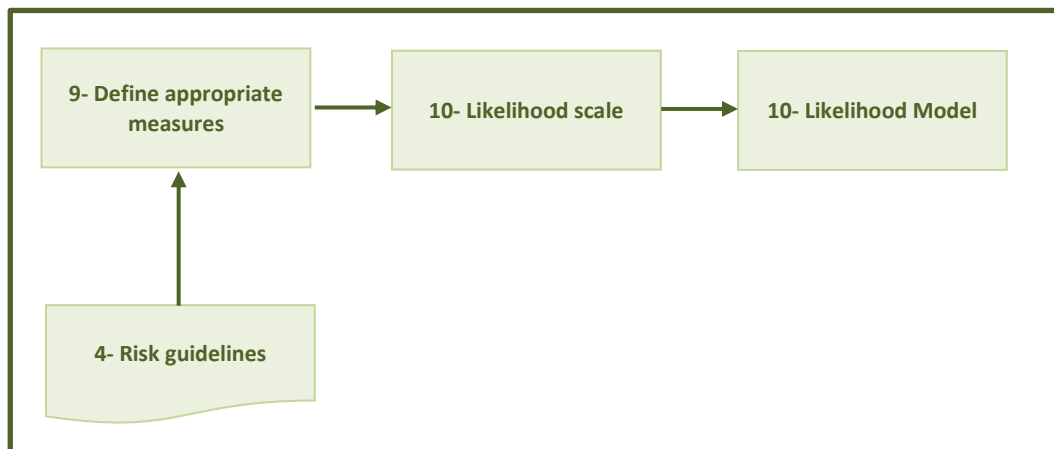 9- Define appropriate
measures
10- Likelihood scale
10- Likelihood Model
4- Risk guidelines